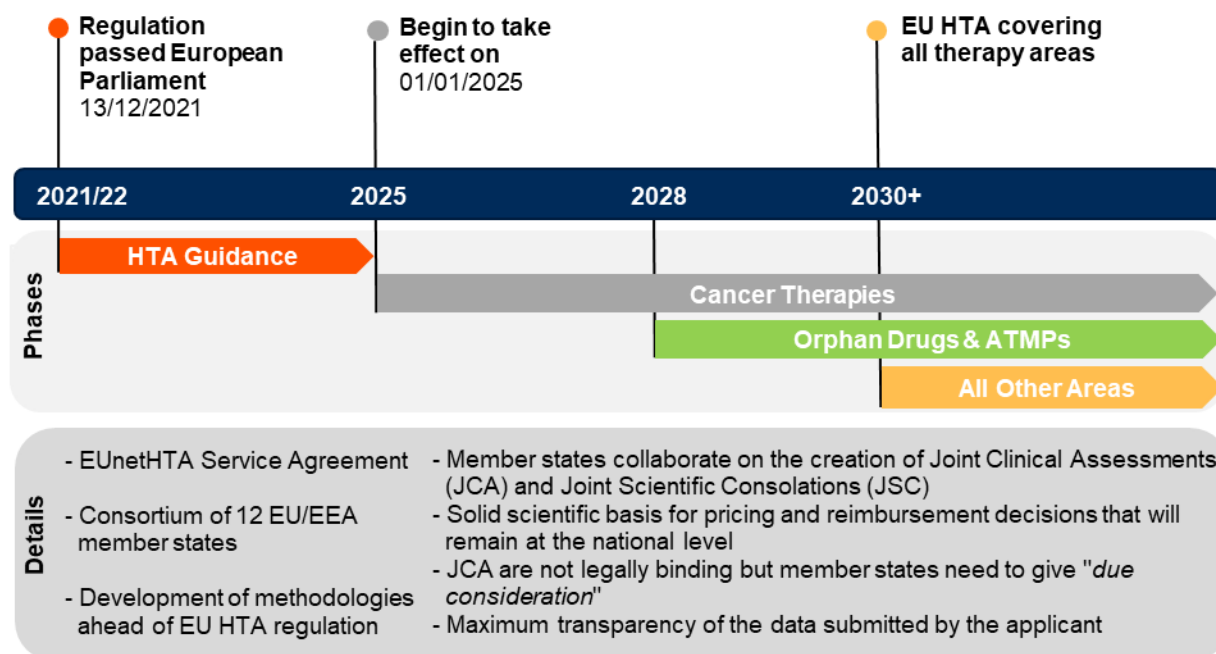 Regulation
passed European
Parliament
13/12/2021
Begin to take
effect on
01/01/2025
EU HTA covering
all therapy areas
2021/22
2025
2028
2030+
Phases
HTA Guidance
Cancer Therapies
Orphan Drugs & ATMPs
All Other Areas
Details
- EUnetHTA Service Agreement
- Consortium of 12 EU/EEA
member states
- Development of methodologies
ahead of EU HTA regulation
- Member states collaborate on the creation of Joint Clinical Assessments
(JCA) and Joint Scientific Consolations (JSC)
- Solid scientific basis for pricing and reimbursement decisions that will
remain at the national level
- JCA are not legally binding but member states need to give "due
consideration"
- Maximum transparency of the data submitted by the applicant